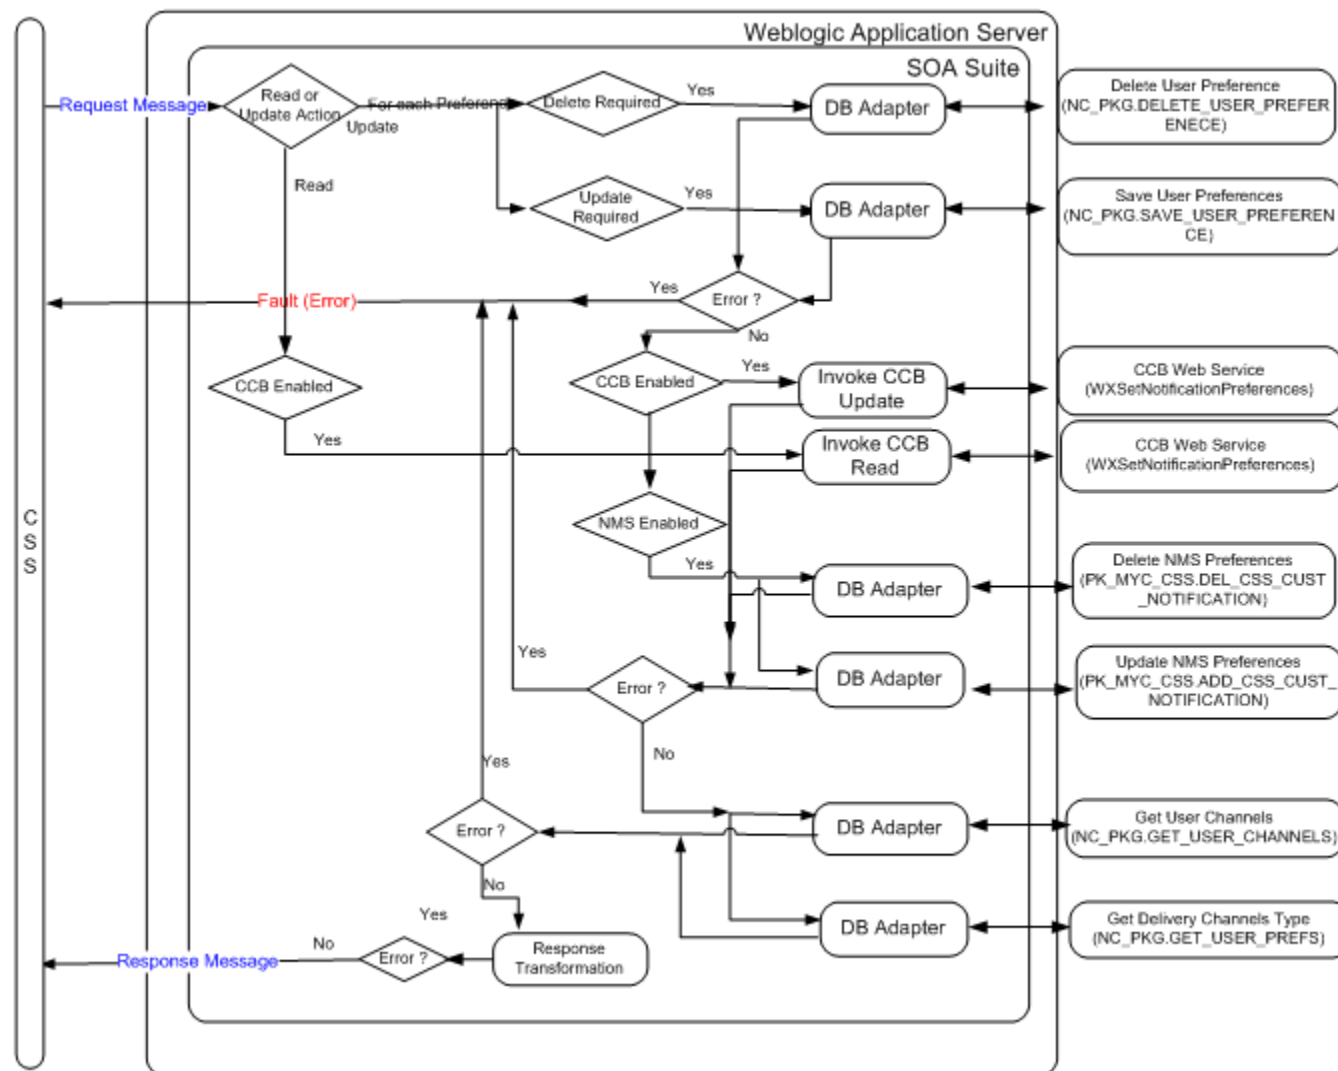 Weblogic Application Server
SOA Suite
Request Message
Read or
Update Action
For each Preference
Update
Delete Required
Yes
DB Adapter
Delete User Preference
(NC_PKG.DELETE_USER_PREFER
ENECE)
Read
Update
Required
Yes
DB Adapter
Save User Preferences
(NC_PKG.SAVE_USER_PREFEREN
CE)
Fault (Error)
Yes
Error ?
No
CCB Enabled
CCB Enabled
Yes
Invoke CCB
Update
CCB Web Service
(WXSetNotificationPreferences)
Yes
Invoke CCB
Read
CCB Web Service
(WXSetNotificationPreferences)
C
S
S
NMS Enabled
Yes
DB Adapter
Delete NMS Preferences
(PK_MYC_CSS.DEL_CSS_CUST
_NOTIFICATION)
Yes
Error ?
DB Adapter
Update NMS Preferences
(PK_MYC_CSS.ADD_CSS_CUST_
NOTIFICATION)
No
Yes
Error ?
DB Adapter
Get User Channels
(NC_PKG.GET_USER_CHANNELS)
No
Yes
DB Adapter
Get Delivery Channels Type
(NC_PKG.GET_USER_PREFS)
Response Message
No
Error ?
Response
Transformation